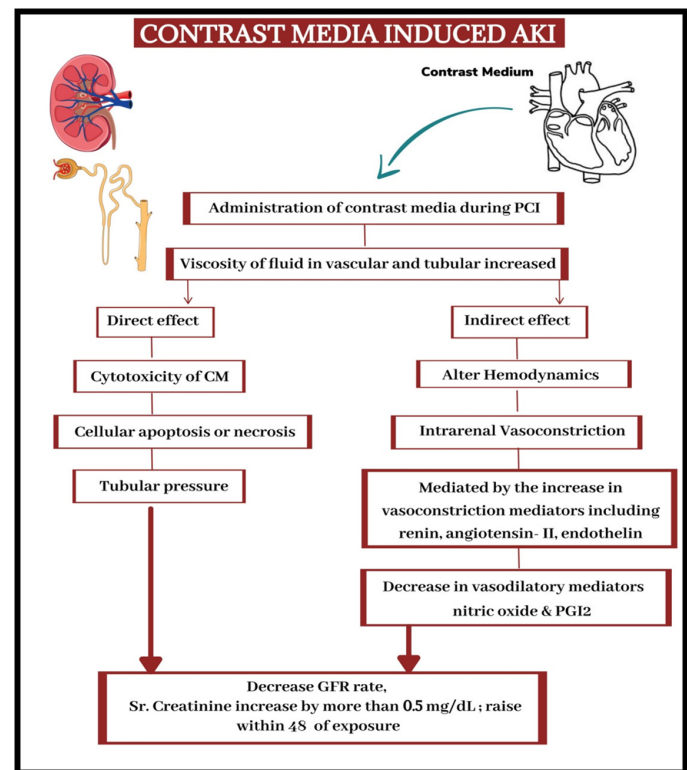 CONTRAST MEDIA INDUCED AKI
Contrast Medium
Administration of contrast media during PCI
Viscosity of fluid in vascular and tubular increased
Direct effect
Indirect effect
Cytotoxicity of CM
Alter Hemodynamics
Cellular apoptosis or necrosis
Intrarenal Vasoconstriction
Tubular pressure
Mediated by the increase in
vasoconstriction mediators including
renin, angiotensin- II, endothelin
Decrease in vasodilatory mediators
nitric oxide & PGI2
Decrease GFR rate,
Sr. Creatinine increase by more than 0.5 mg/dL ; raise
within 48 of exposure